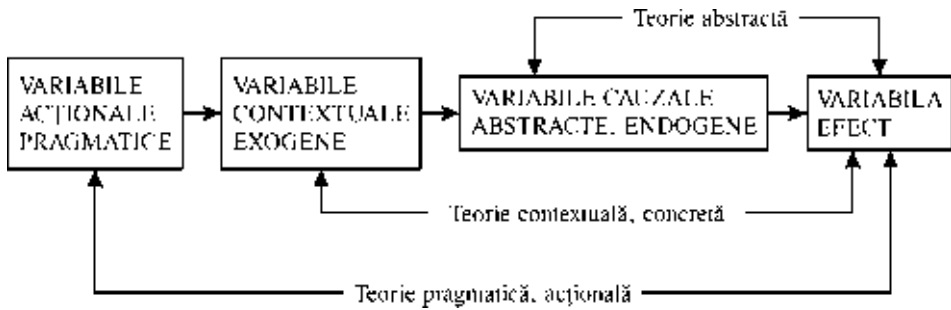 Teorie abstractă
VARIABILE
ACȚIONALE
PRAGMATICE
VARIABILE
CONTEXTUALE
EXOGENE
VARIABILE CAUZALE
ABSTRACTE, ENDOGENE
VARIABILA
EFECT
Teorie contextuală, concretă
Teorie pragmatică, acțională